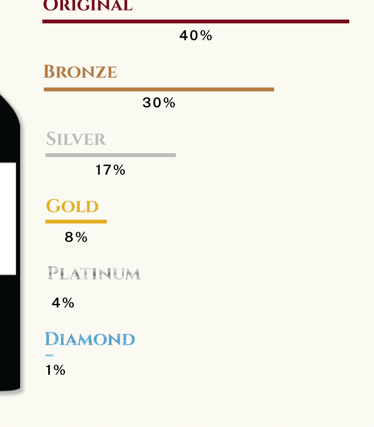 ORIGINAL
40%
BRONZE
30%
SILVER
17%
GOLD
8%
PLATINUM
4%
DIAMOND
1%